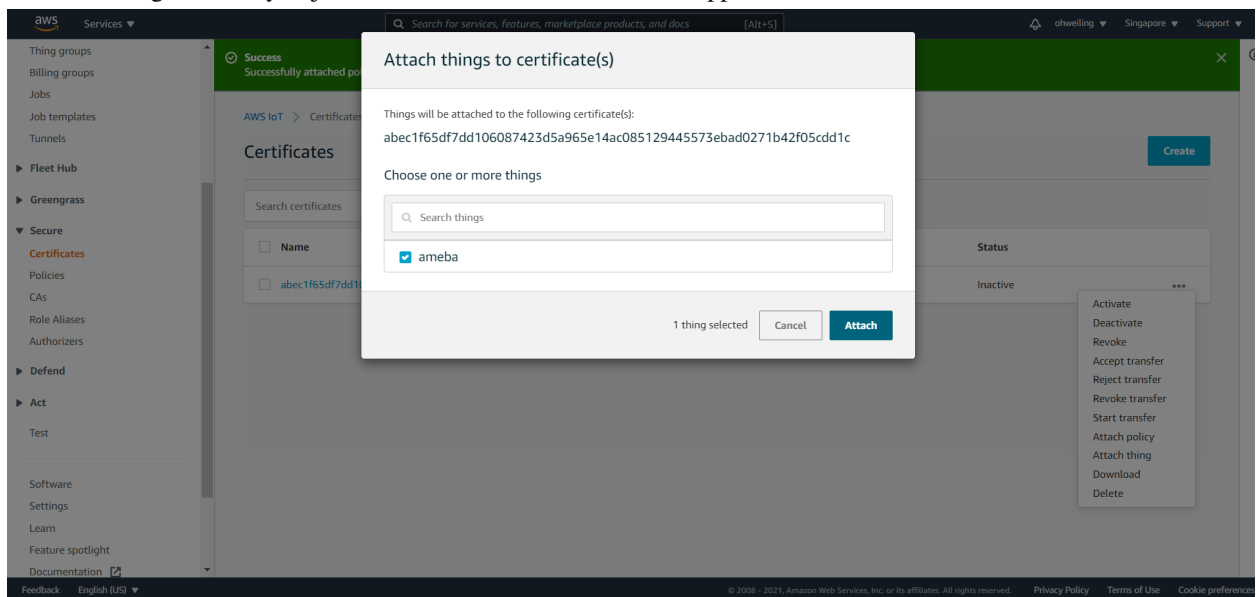 aws
Services ▼
Search for services, features, marketplace products, and docs [Alt+S]
ohweiling ▼
Singapore ▼
Support ▼
Thing groups
Billing groups
Jobs
Job templates
Tunnels
Fleet Hub
Greengrass
Secure
Certificates
Policies
CAs
Role Aliases
Authorizers
Defend
Act
Test
Software
Settings
Learn
Feature spotlight
Documentation
Success
Successfully attached
AWS IoT > Certificates
Certificates
Create
Search certificates
Name
Status
abec1f65df7dd1
Inactive
Activate
Deactivate
Revoke
Accept transfer
Reject transfer
Revoke transfer
Start transfer
Attach policy
Attach thing
Download
Delete
Attach things to certificate(s)
Things will be attached to the following certificate(s):
abec1f65df7dd106087423d5a965e14ac085129445573ebad0271b42f05cdd1c
Choose one or more things
Search things
ameba
1 thing selected
Cancel
Attach
Feedback
English (US) ▼
© 2008 - 2021, Amazon Web Services, Inc. or its affiliates. All rights reserved.
Privacy Policy
Terms of Use
Cookie preferences